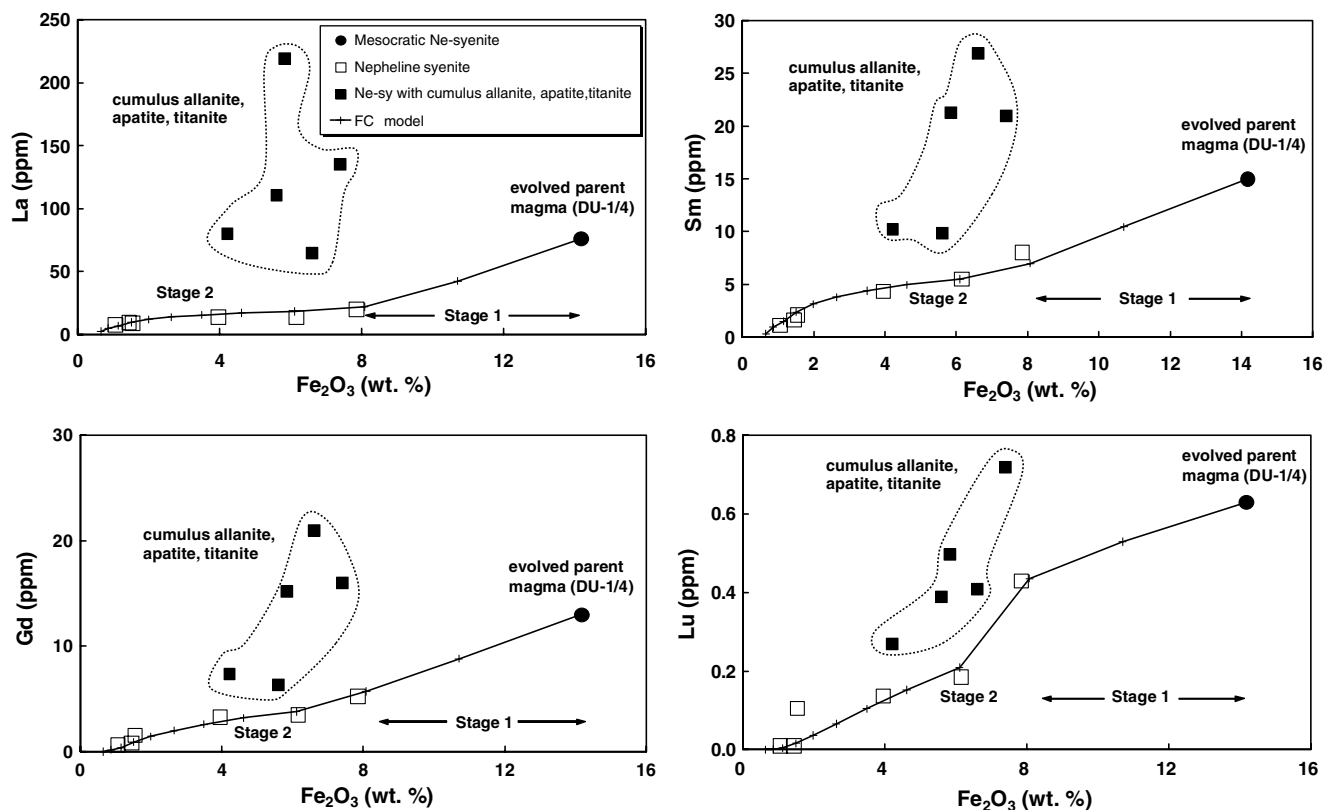 250
200
150
100
50
0
La (ppm)
Mesocratic Ne-syenite
Nepheline syenite
Ne-sy with cumulus allanite, apatite,titanite
FC model
cumulus allanite,
apatite, titanite
evolved parent
magma (DU-1/4)
Stage 2
Stage 1
0 4 8 12 16
Fe2O3 (wt. %)
30
25
20
15
10
5
0
Sm (ppm)
cumulus allanite,
apatite, titanite
evolved parent
magma (DU-1/4)
Stage 2
Stage 1
0 2 4 6 8 10 12 14 16
Fe2O3 (wt. %)
30
20
10
0
Gd (ppm)
cumulus allanite,
apatite, titanite
evolved parent
magma (DU-1/4)
Stage 2
Stage 1
0 4 8 12 16
Fe2O3 (wt. %)
0.8
0.6
0.4
0.2
0.0
Lu (ppm)
cumulus allanite,
apatite, titanite
evolved parent
magma (DU-1/4)
Stage 2
Stage 1
0 4 8 12 16
Fe2O3 (wt. %)